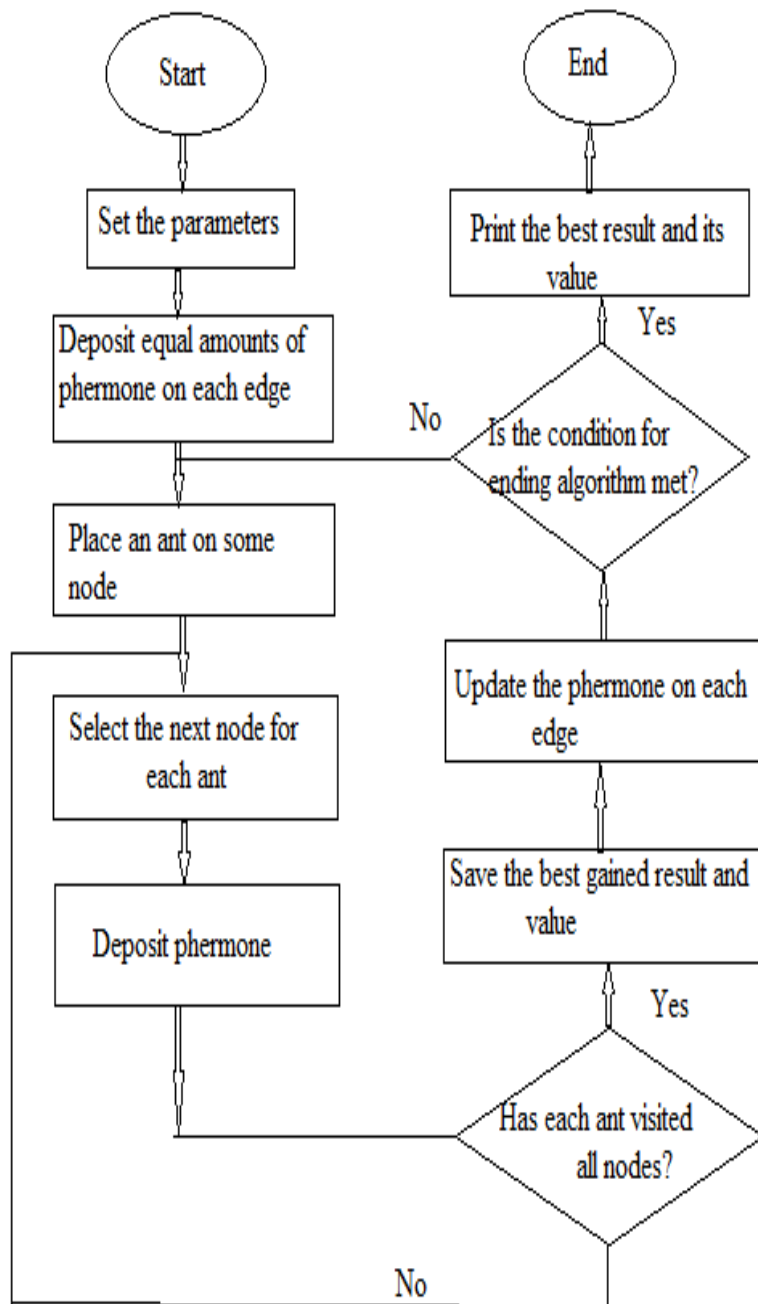 Start
Set the parameters
Deposit equal amounts of
phermone on each edge
Place an ant on some
node
Select the next node for
each ant
Deposit phermone
Has each ant visited
all nodes?
No
Yes
Save the best gained result and
value
Update the phermone on each
edge
Is the condition for
ending algorithm met?
No
Yes
Print the best result and its
value
End